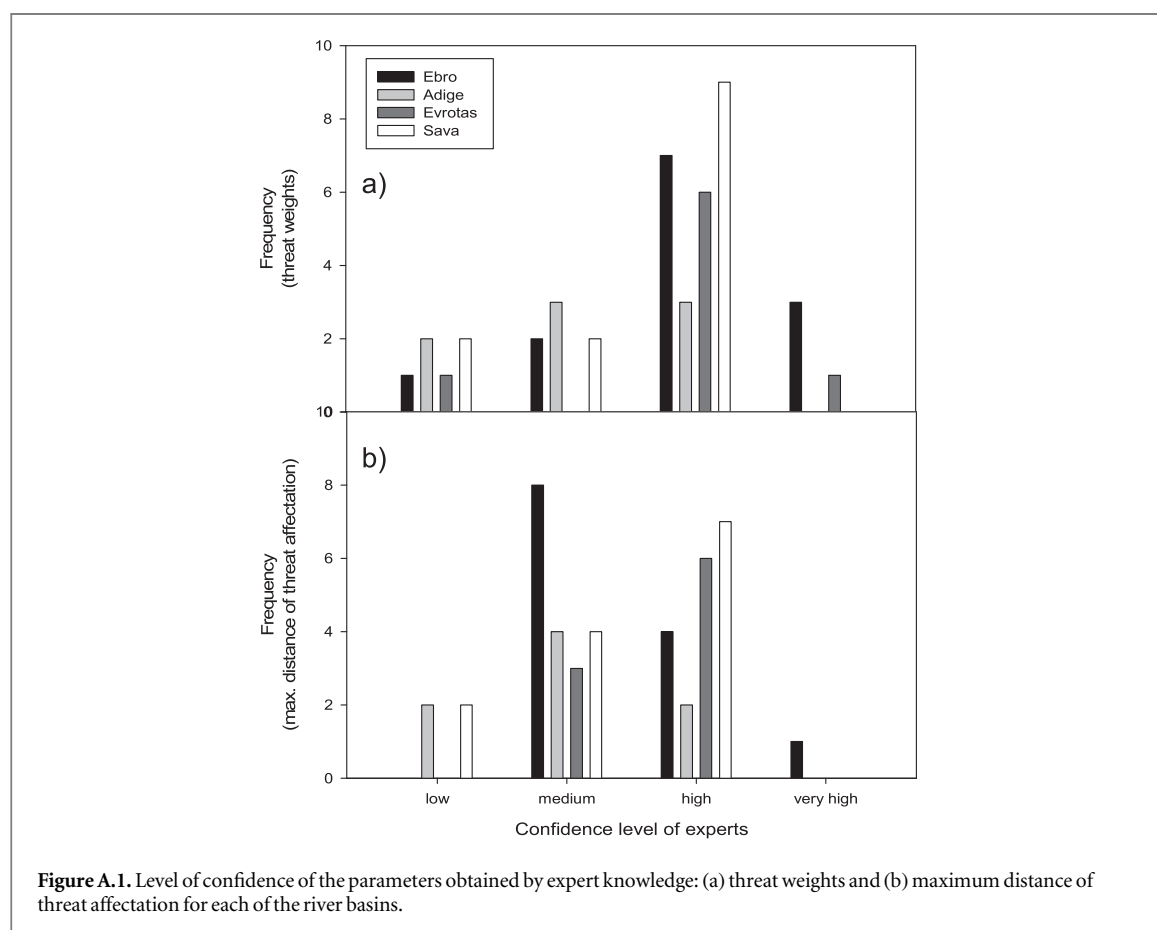 10
Ebro
Adige
Evrotas
Sava
8
a)
6
Frequency
(threat weights)
4
2
0
10
b)
8
Frequency
(max. distance of threat affectation)
6
4
2
0
low medium high very high
Confidence level of experts
Figure A.1. Level of confidence of the parameters obtained by expert knowledge: (a) threat weights and (b) maximum distance of
threat affectation for each of the river basins.